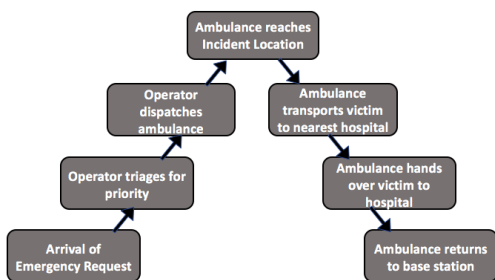 Ambulance reaches
Incident Location
Operator
dispatches
ambulance
Ambulance
transports victim
to nearest hospital
Operator triages for
priority
Ambulance hands
over victim to
hospital
Arrival of
Emergency Request
Ambulance returns
to base station